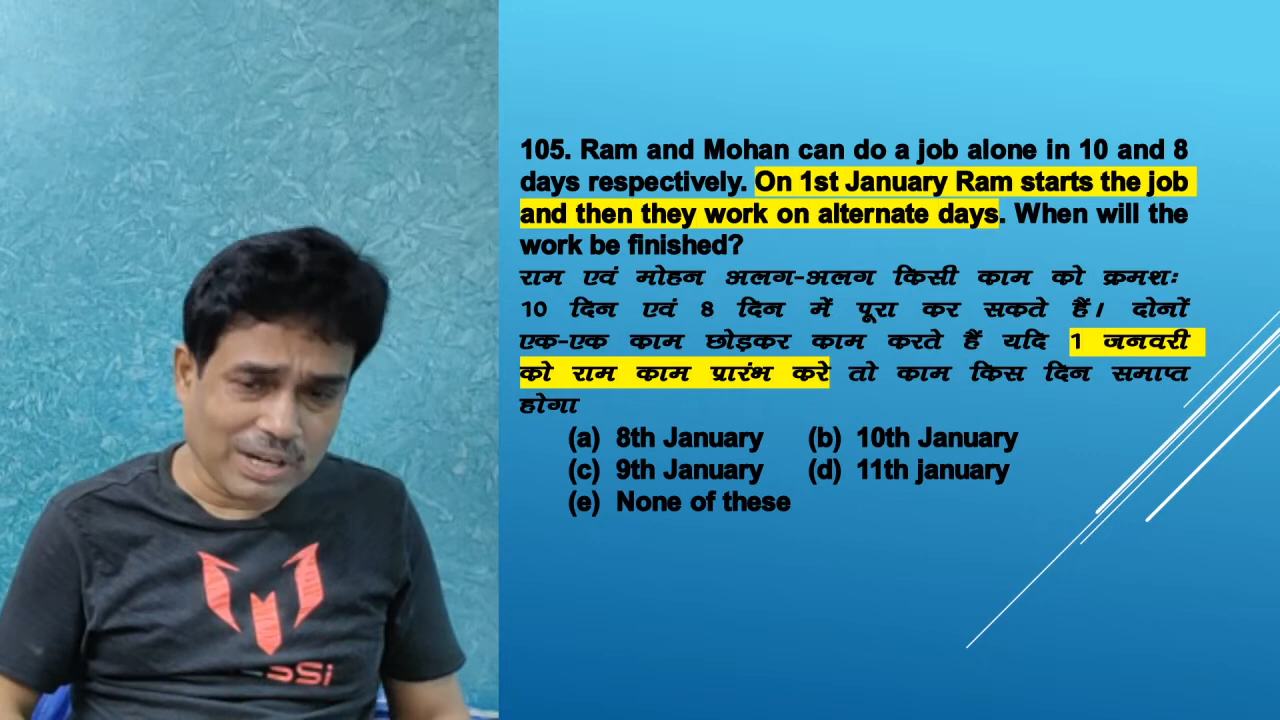 105. Ram and Mohan can do a job alone in 10 and 8
days respectively. On 1st January Ram starts the job
and then they work on alternate days. When will the
work be finished?
राम एवं मोहन अलग-अलग किसी काम को क्रमशः
10 दिन एवं 8 दिन में पूरा कर सकते हैं। दोनों
एक-एक काम छोड़कर काम करते हैं यदि 1 जनवरी
को राम काम प्रारंभ करे तो काम किस दिन समाप्त
होगा
(a) 8th January (b) 10th January
(c) 9th January (d) 11th january
(e) None of these